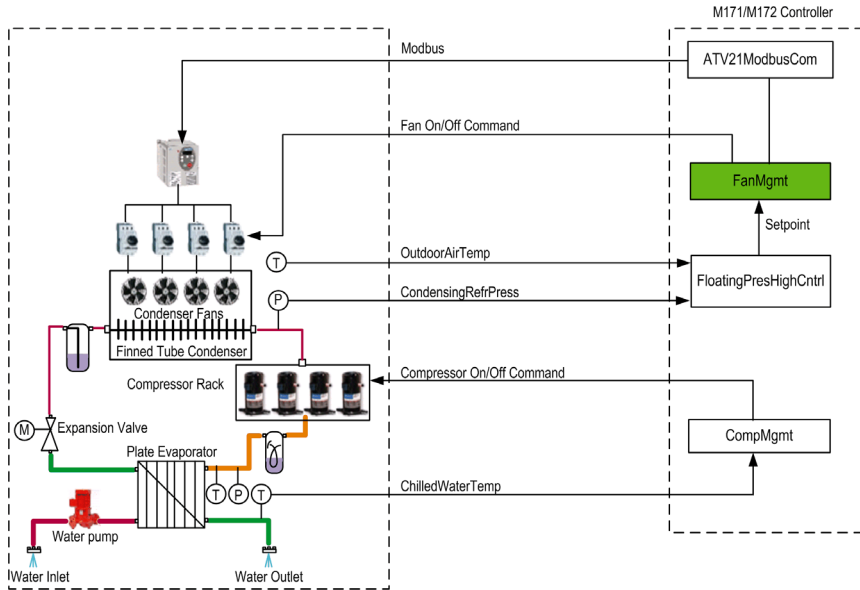 M171/M172 Controller
Modbus
ATV21ModbusCom
Fan On/Off Command
FanMgmt
Setpoint
T
OutdoorAirTemp
FloatingPresHighCntrl
P
CondensingRefrPress
Condenser Fans
Finned Tube Condenser
Compressor Rack
Compressor On/Off Command
M
Expansion Valve
CompMgmt
Plate Evaporator
T
P
T
ChilledWaterTemp
Water pump
Water Inlet
Water Outlet